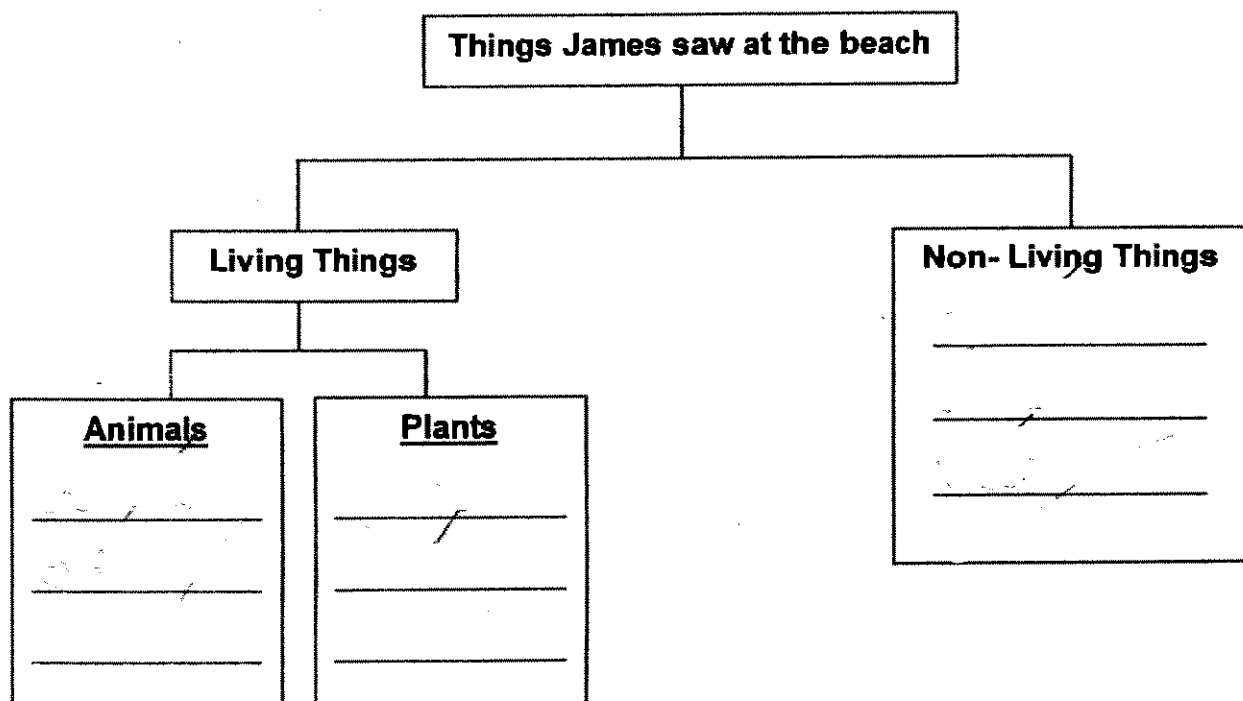 Things James saw at the beach
Living Things
Non- Living Things
Animals
Plants